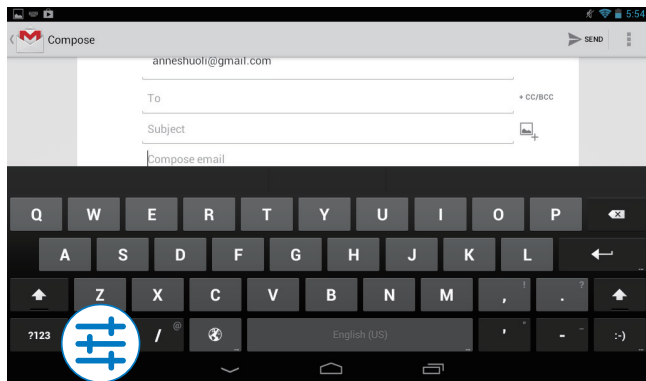 5:54
Compose
SEND
anneshuoli@gmail.com
To
+ CC/BCC
Subject
Compose email
Q W E R T Y U I O P
A S D F G H J K L
Z X C V B N M , ! . ?
?123 / @ English (US) ' " - _ :-)